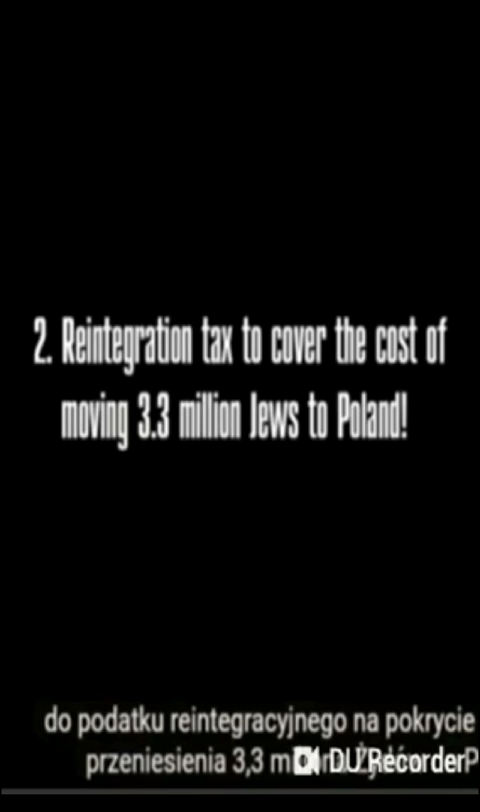 2. Reintegration tax to cover the cost of
moving 3.3 million Jews to Poland!
do podatku reintegracyjnego na pokrycie
przeniesienia 3,3
DU Recorder